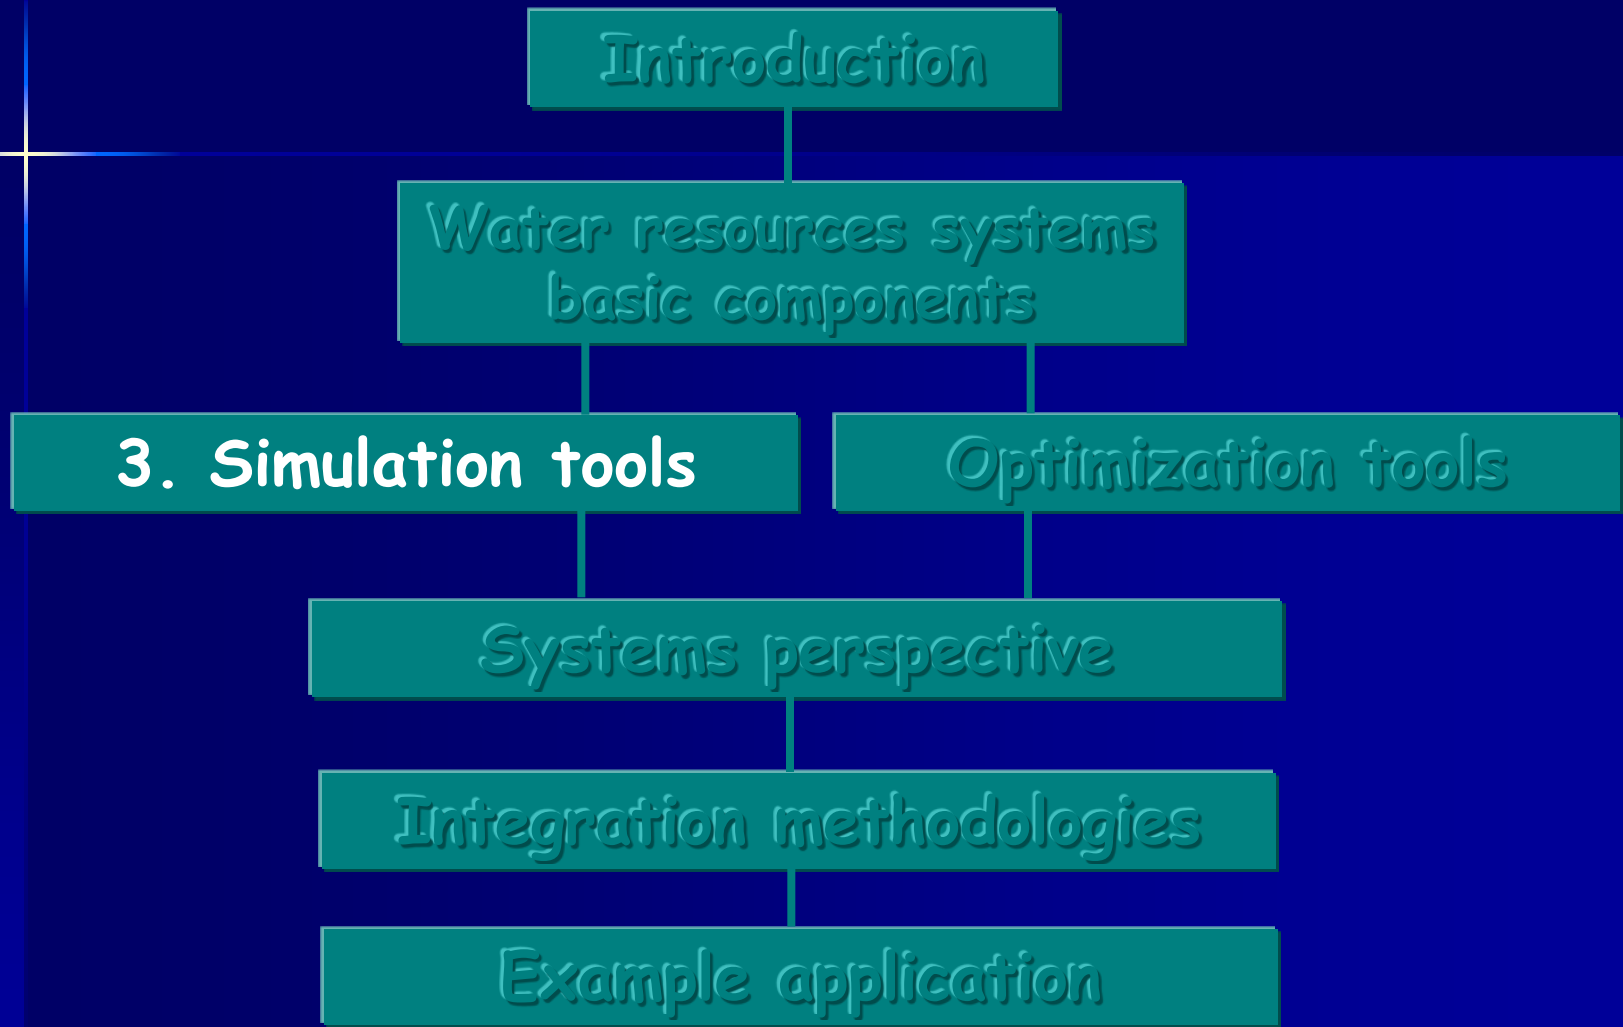 Introduction
Water resources systems
basic components
3. Simulation tools
Optimization tools
Systems perspective
Integration methodologies
Example application